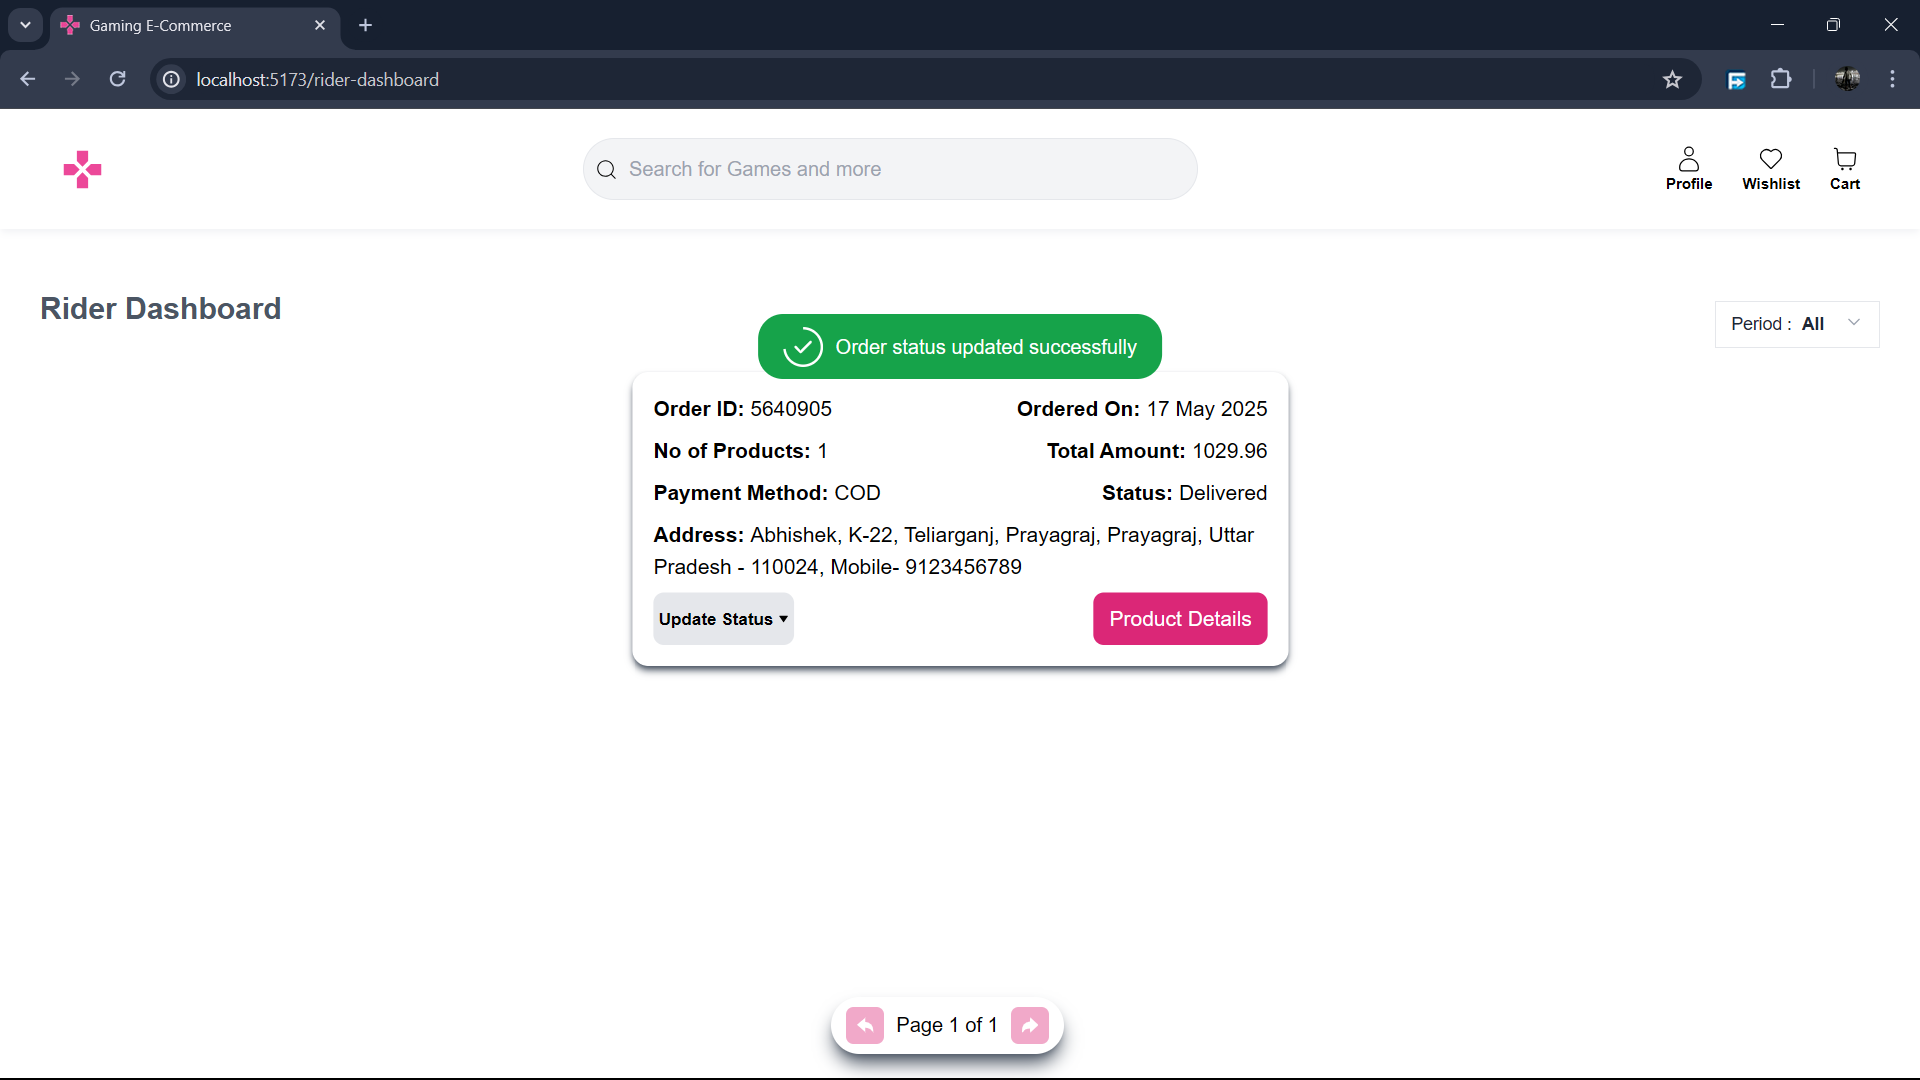 Gaming E-Commerce
localhost:5173/rider-dashboard
Search for Games and more
Profile
Wishlist
Cart
Rider Dashboard
Period : All
Order status updated successfully
Order ID: 5640905
Ordered On: 17 May 2025
No of Products: 1
Total Amount: 1029.96
Payment Method: COD
Status: Delivered
Address: Abhishek, K-22, Teliarganj, Prayagraj, Prayagraj, Uttar
Pradesh - 110024, Mobile- 9123456789
Update Status ▾
Product Details
Page 1 of 1